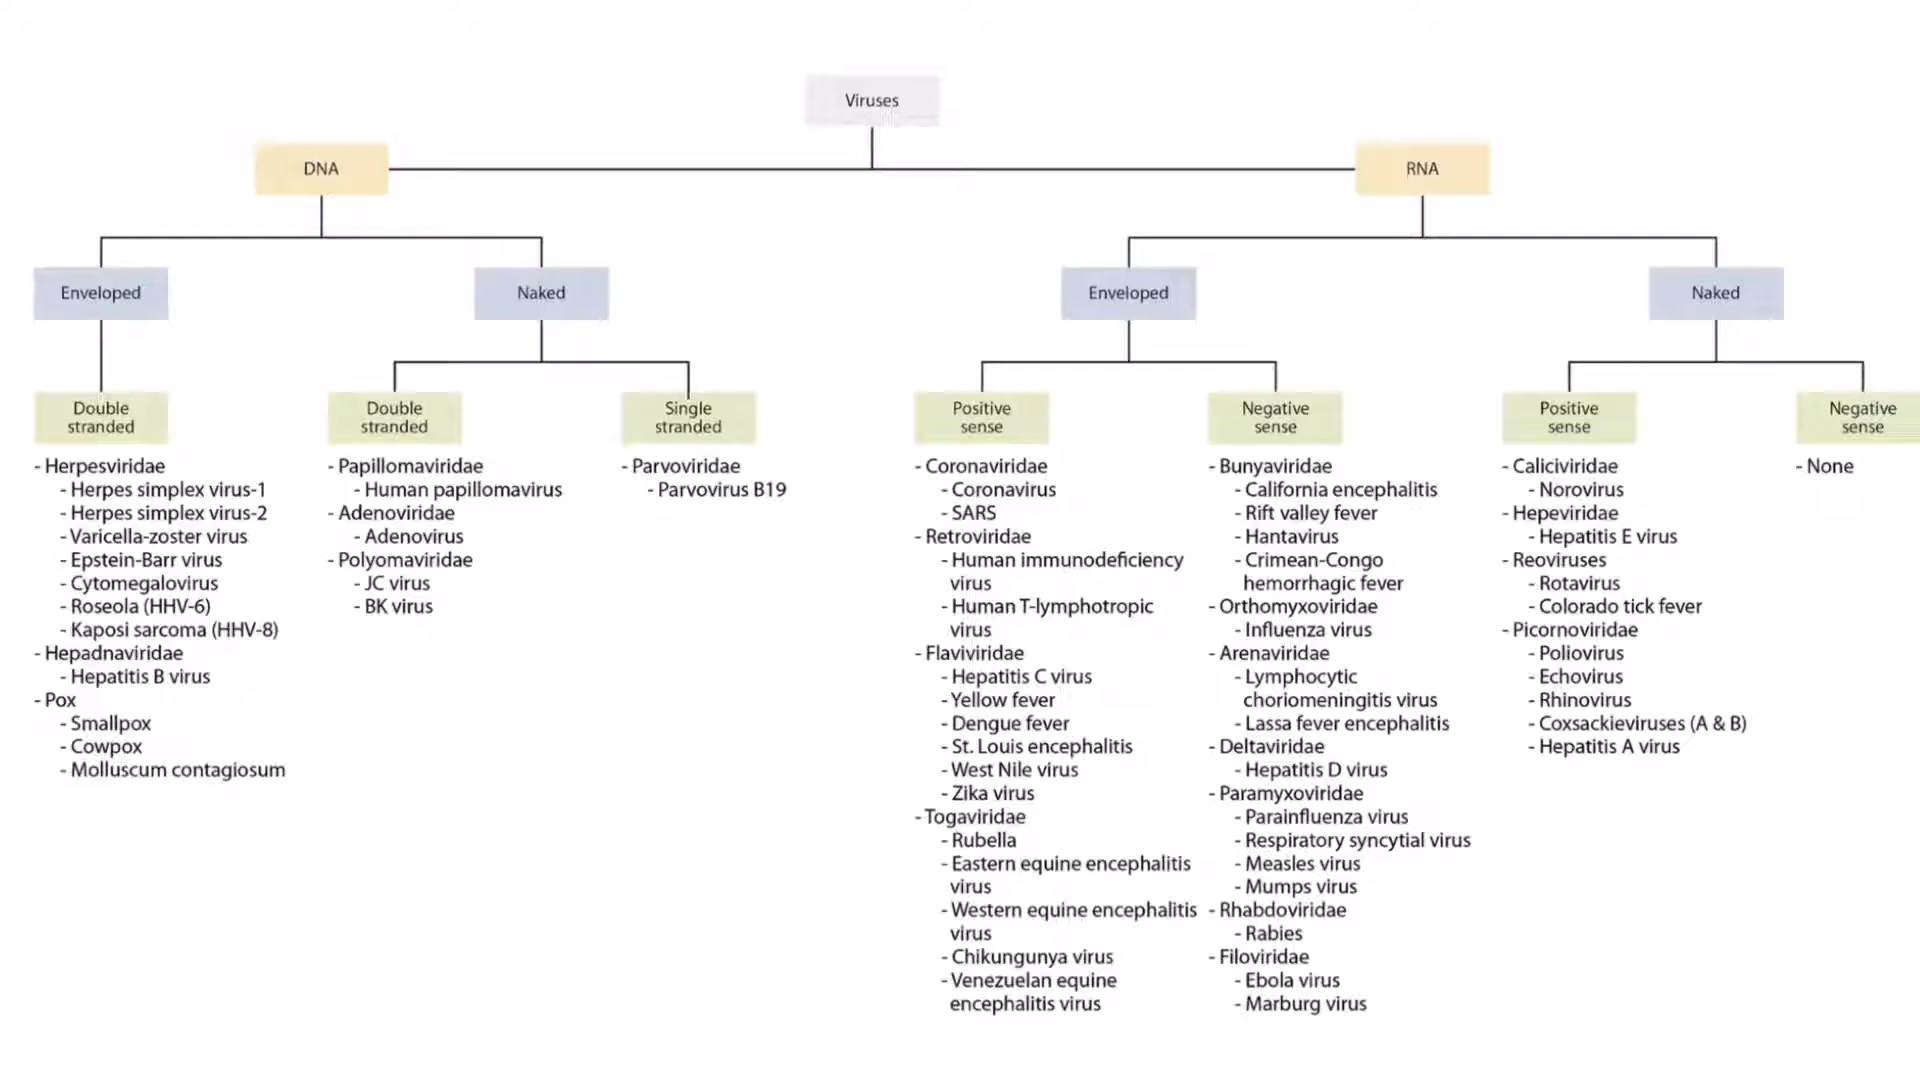 Viruses
DNA
RNA
Enveloped
Naked
Enveloped
Naked
Double
stranded
- Herpesviridae
- Herpes simplex virus-1
- Herpes simplex virus-2
- Varicella-zoster virus
- Epstein-Barr virus
- Cytomegalovirus
- Roseola (HHV-6)
- Kaposi sarcoma (HHV-8)
- Hepadnaviridae
- Hepatitis B virus
- Pox
- Smallpox
- Cowpox
- Molluscum contagiosum
Double
stranded
- Papillomaviridae
- Human papillomavirus
- Adenoviridae
- Adenovirus
- Polyomaviridae
- JC virus
- BK virus
Single
stranded
- Parvoviridae
- Parvovirus B19
Positive
sense
- Coronaviridae
- Coronavirus
- SARS
- Retroviridae
- Human immunodeficiency
virus
- Human T-lymphotropic
virus
- Flaviviridae
- Hepatitis C virus
- Yellow fever
- Dengue fever
- St. Louis encephalitis
- West Nile virus
- Zika virus
- Togaviridae
- Rubella
- Eastern equine encephalitis
virus
- Western equine encephalitis
virus
- Chikungunya virus
- Venezuelan equine
encephalitis virus
Negative
sense
- Bunyaviridae
- California encephalitis
- Rift valley fever
- Hantavirus
- Crimean-Congo
hemorrhagic fever
- Orthomyxoviridae
- Influenza virus
- Arenaviridae
- Lymphocytic
choriomeningitis virus
- Lassa fever encephalitis
- Deltaviridae
- Hepatitis D virus
- Paramyxoviridae
- Parainfluenza virus
- Respiratory syncytial virus
- Measles virus
- Mumps virus
- Rhabdoviridae
- Rabies
- Filoviridae
- Ebola virus
- Marburg virus
Positive
sense
- Caliciviridae
- Norovirus
- Hepeviridae
- Hepatitis E virus
- Reoviruses
- Rotavirus
- Colorado tick fever
- Picornoviridae
- Poliovirus
- Echovirus
- Rhinovirus
- Coxsackieviruses (A & B)
- Hepatitis A virus
Negative
sense
- None